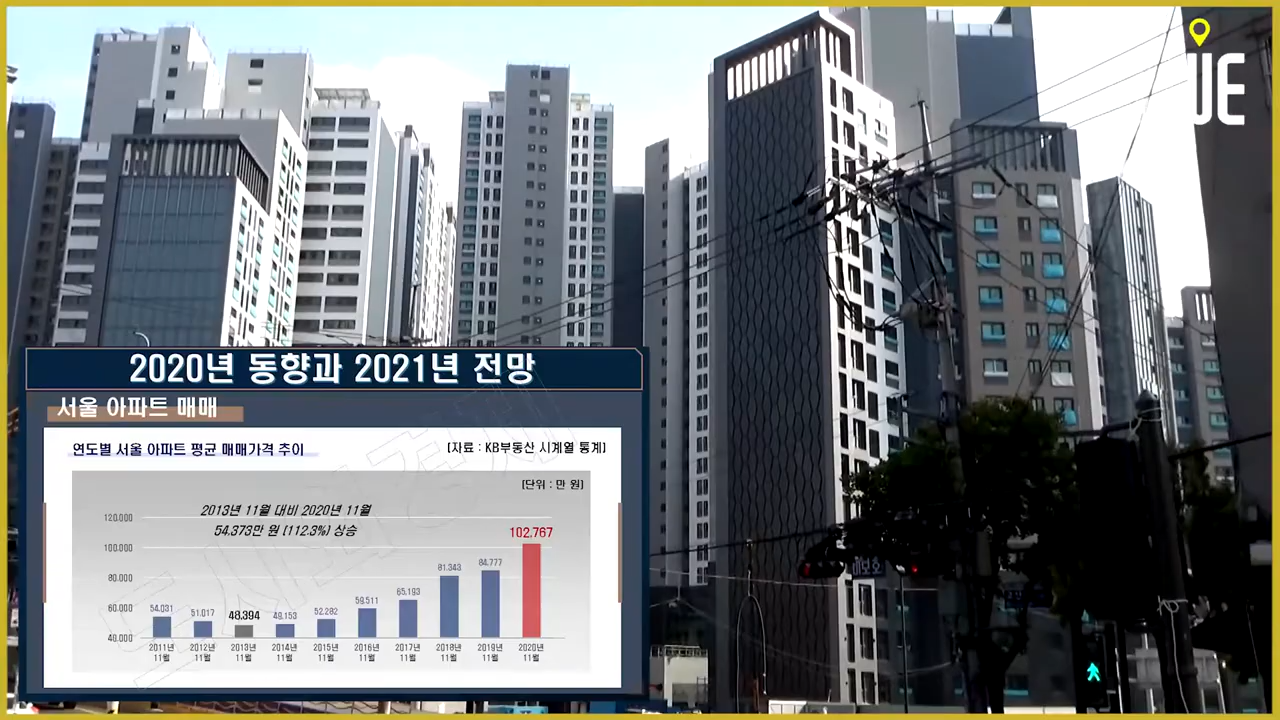 UE
2020년 동향과 2021년 전망
서울 아파트 매매
연도별 서울 아파트 평균 매매가격 추이
[자료 : KB부동산 시계열 통계]
[단위 : 만 원]
2013년 11월 대비 2020년 11월
54,373만 원 (112.3%) 상승
120,000
100,000
80,000
60,000
40,000
54,031
51,017
48,394
49,153
52,282
59,511
65,193
81,343
84,777
102,767
2011년 2012년 2013년 2014년 2015년 2016년 2017년 2018년 2019년 2020년
11월 11월 11월 11월 11월 11월 11월 11월 11월 11월